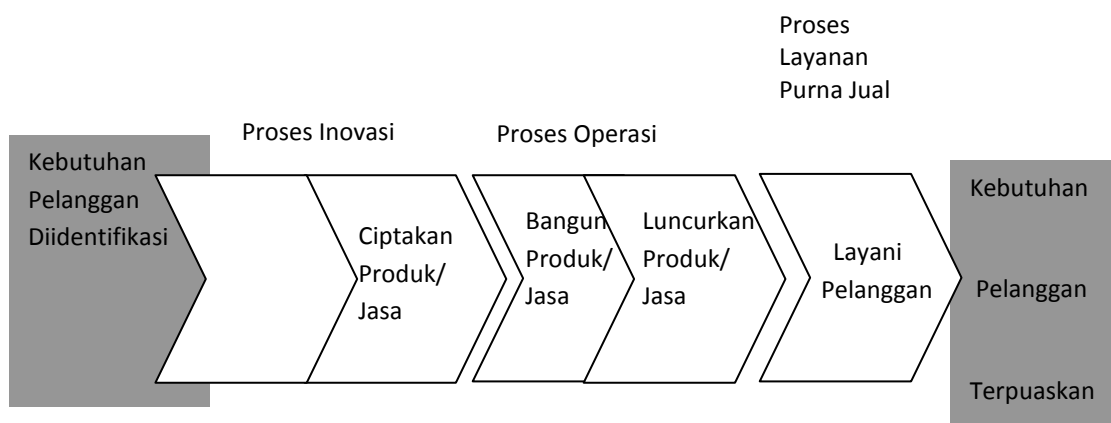 Proses
Layanan
Purna Jual
Proses Inovasi
Proses Operasi
Kebutuhan
Pelanggan
Diidentifikasi
Ciptakan
Produk/
Jasa
Bangun
Produk/
Jasa
Luncurkan
Produk/
Jasa
Layani
Pelanggan
Kebutuhan
Pelanggan
Terpuaskan